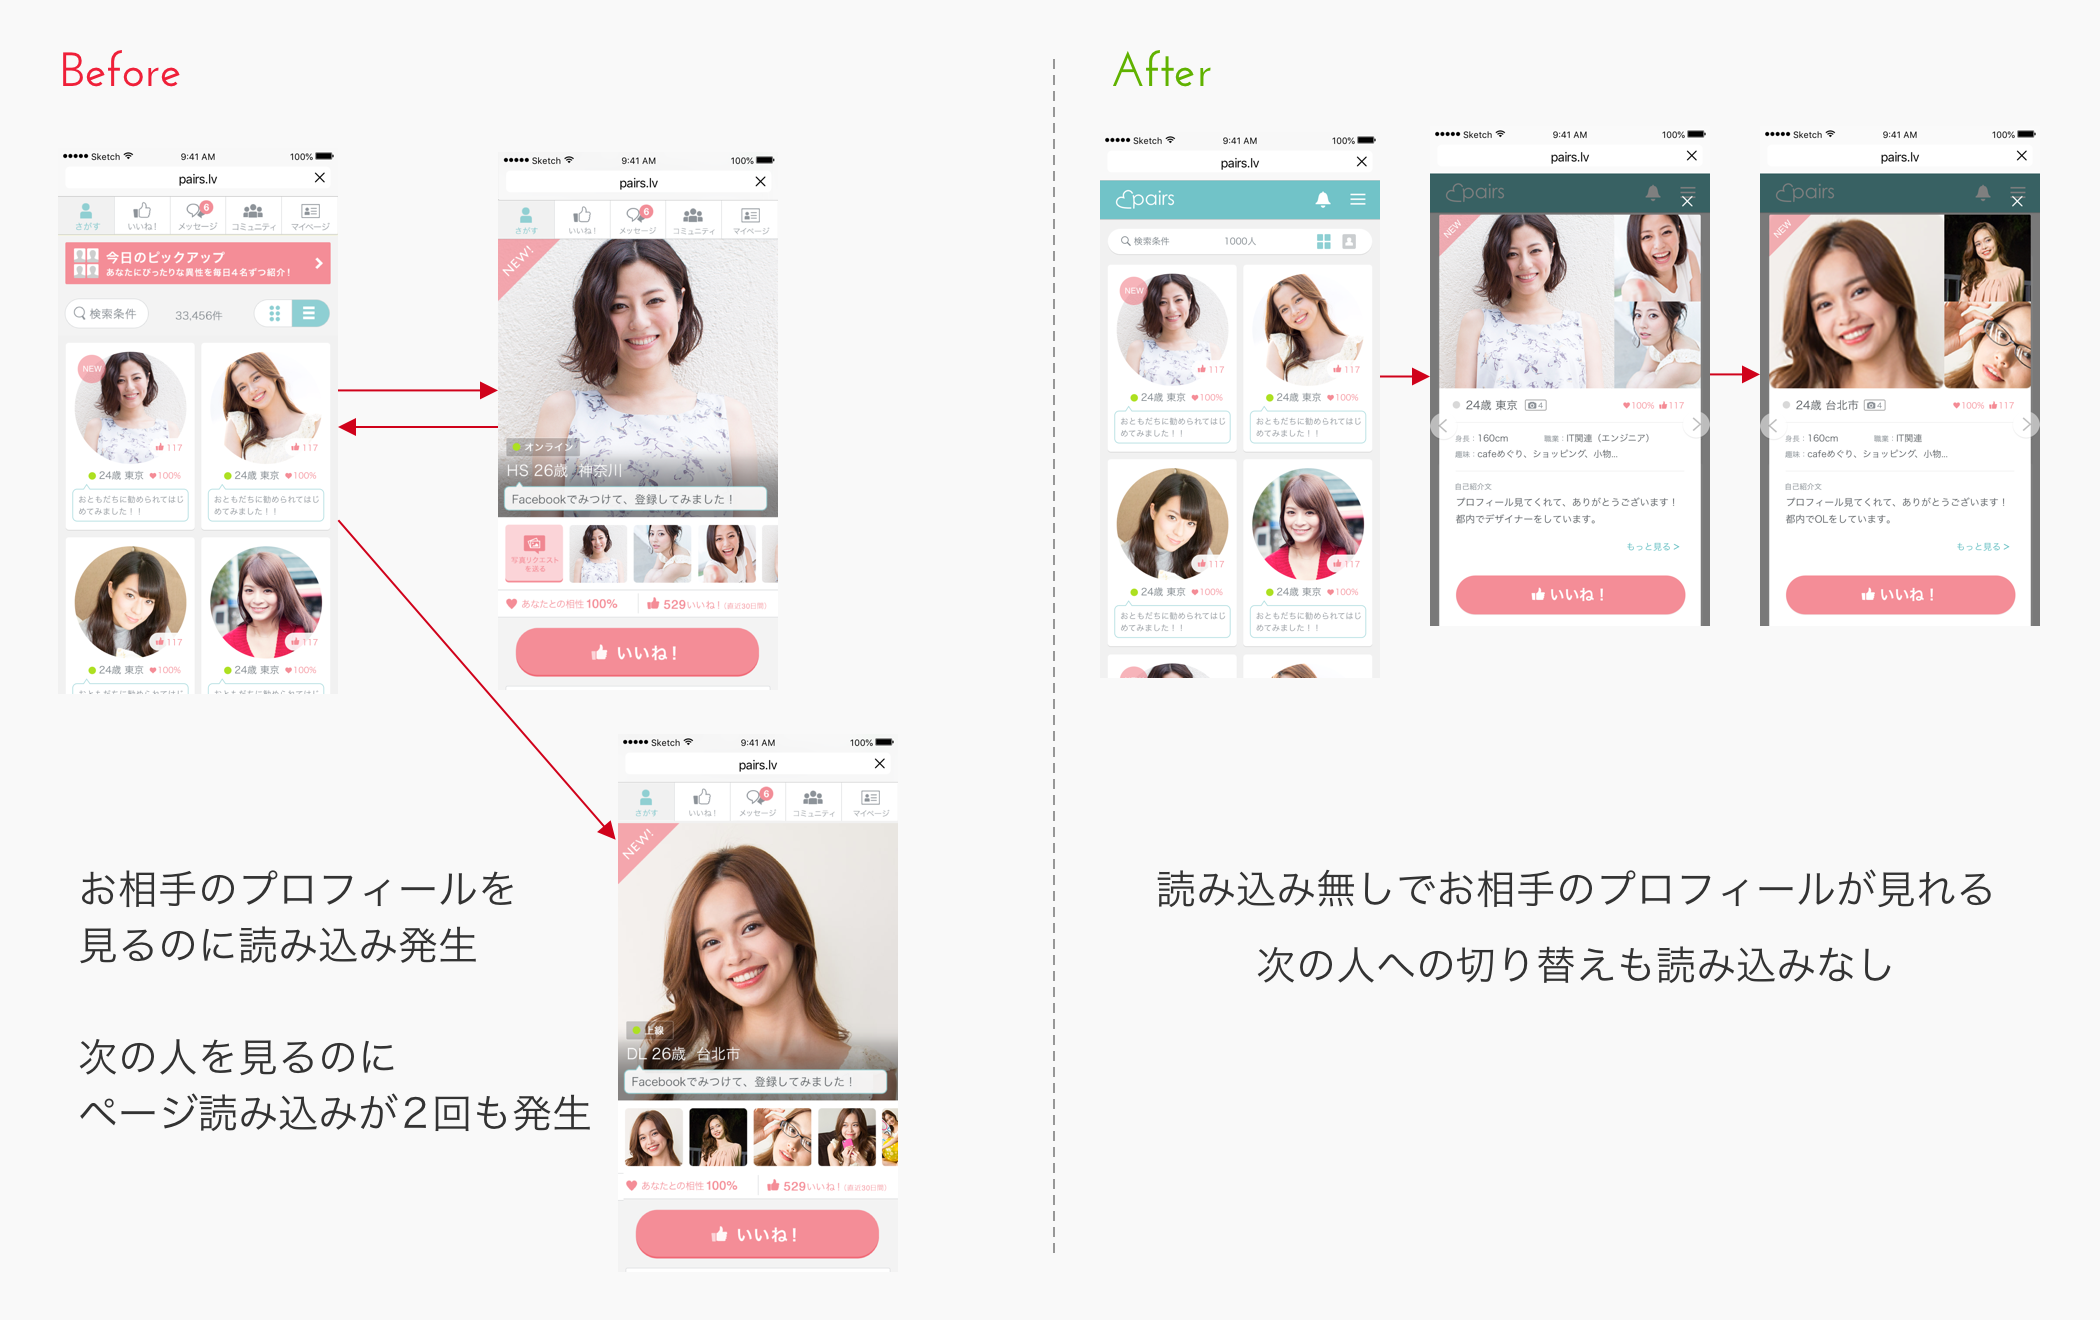 Before
Sketch 9:41 AM 100%
pairs.lv
さがす いいね! メッセージ 6 コミュニティ マイページ
今日のピックアップ
あなたにぴったりな異性を毎日4名ずつ紹介!
検索条件 33,456件
NEW
117 117
24歳 東京 100% 24歳 東京 100%
おともだちに勧められてはじ おともだちに勧められてはじ
めてみました!! めてみました!!
117 117
24歳 東京 100% 24歳 東京 100%
おともだちに勧められてはじ おともだちに勧められてはじ
Sketch 9:41 AM 100%
pairs.lv
さがす いいね! メッセージ 6 コミュニティ マイページ
NEW!
オンライン
HS 26歳 神奈川
Facebookでみつけて、登録してみました!
写真リクエスト
を送る
あなたとの相性100% 529いいね!(直近30日間)
いいね!
Sketch 9:41 AM 100%
pairs.lv
さがす いいね! メッセージ 6 コミュニティ マイページ
NEW!
上線
DL 26歳 台北市
Facebookでみつけて、登録してみました!
あなたとの相性100% 529いいね!(直近30日間)
いいね!
お相手のプロフィールを
見るのに読み込み発生
次の人を見るのに
ページ読み込みが2回も発生
After
Sketch 9:41 AM 100%
pairs.lv
pairs
検索条件 1000人
NEW
117 117
24歳 東京 100% 24歳 東京 100%
おともだちに勧められてはじ おともだちに勧められてはじ
めてみました!! めてみました!!
117 117
24歳 東京 100% 24歳 東京 100%
おともだちに勧められてはじ おともだちに勧められてはじ
めてみました!! めてみました!!
Sketch 9:41 AM 100%
pairs.lv
pairs
NEW
24歳 東京 4 100% 117
身長:160cm 職業:IT関連(エンジニア)
趣味:cafeめぐり、ショッピング、小物...
自己紹介文
プロフィール見てくれて、ありがとうございます!
都内でデザイナーをしています。
もっと見る >
いいね!
Sketch 9:41 AM 100%
pairs.lv
pairs
NEW
24歳 台北市 4 100% 117
身長:160cm 職業:IT関連
趣味:cafeめぐり、ショッピング、小物...
自己紹介文
プロフィール見てくれて、ありがとうございます!
都内でOLをしています。
もっと見る >
いいね!
読み込み無しでお相手のプロフィールが見れる
次の人への切り替えも読み込みなし